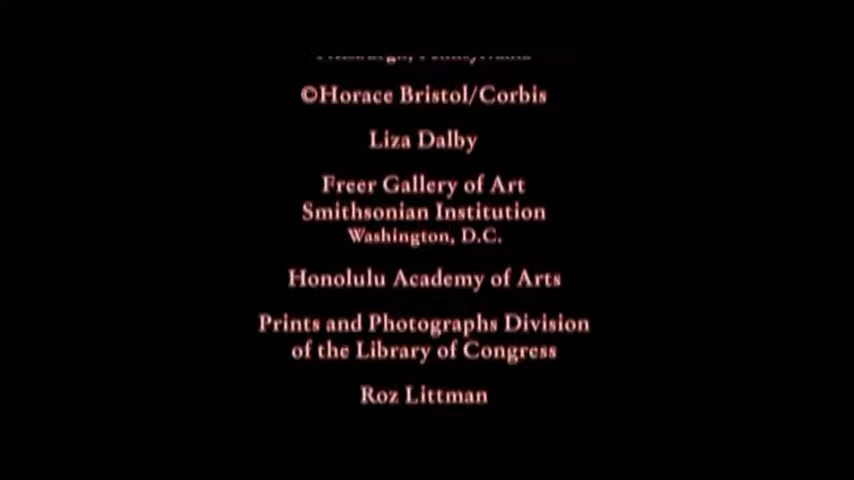 ©Horace Bristol/Corbis
Liza Dalby
Freer Gallery of Art
Smithsonian Institution
Washington, D.C.
Honolulu Academy of Arts
Prints and Photographs Division
of the Library of Congress
Roz Littman